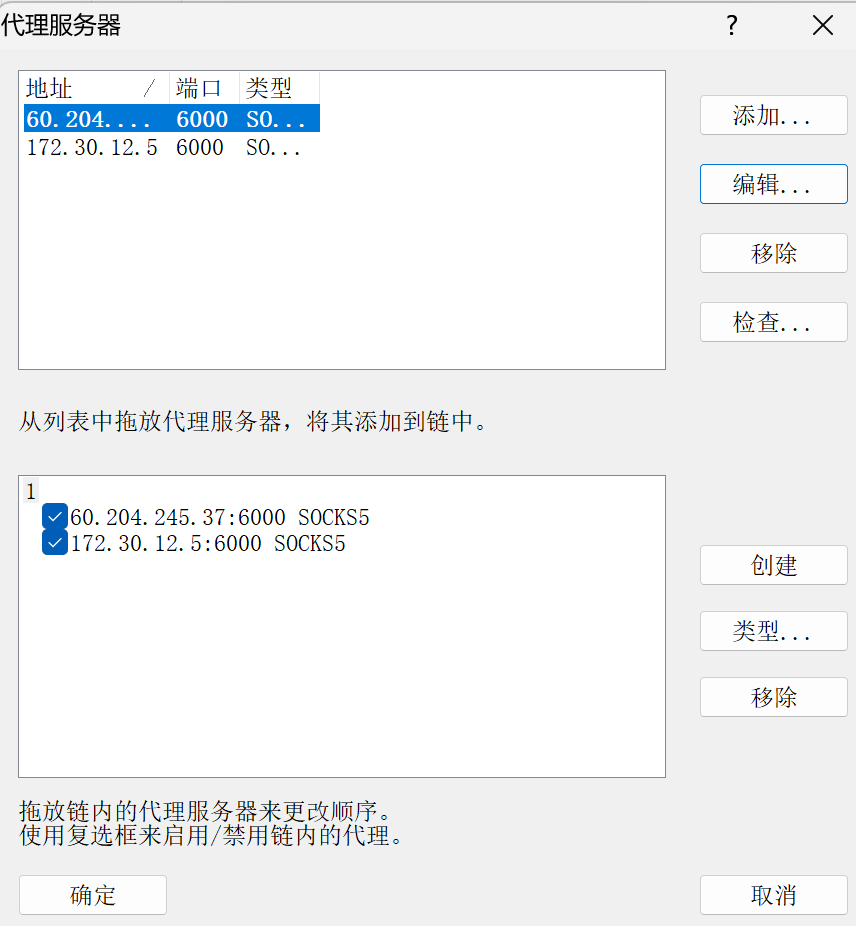 代理服务器 ?
地址 / 端口 类型
60.204.... 6000 SO...
172.30.12.5 6000 SO...
添加...
编辑...
移除
检查...
从列表中拖放代理服务器，将其添加到链中。
1
60.204.245.37:6000 SOCKS5
172.30.12.5:6000 SOCKS5
创建
类型...
移除
拖放链内的代理服务器来更改顺序。
使用复选框来启用/禁用链内的代理。
确定
取消